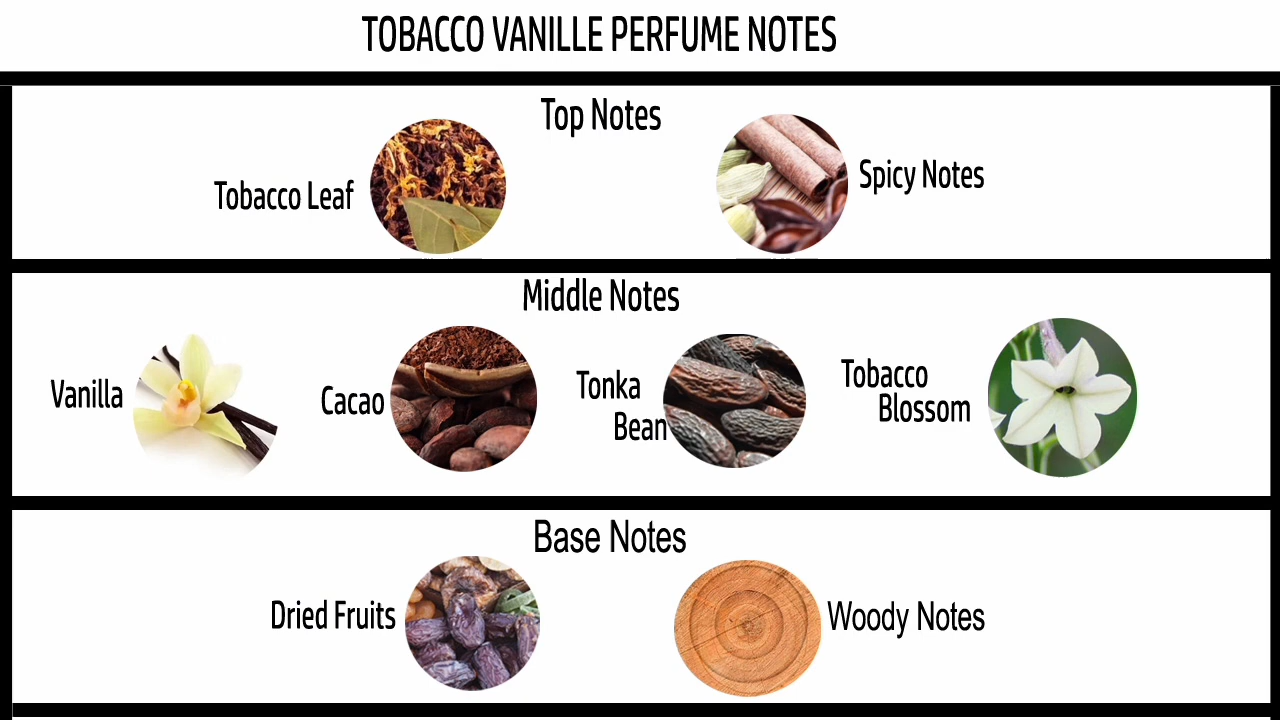 TOBACCO VANILLE PERFUME NOTES
Top Notes
Tobacco Leaf
Spicy Notes
Middle Notes
Vanilla
Cacao
Tonka
Bean
Tobacco
Blossom
Base Notes
Dried Fruits
Woody Notes